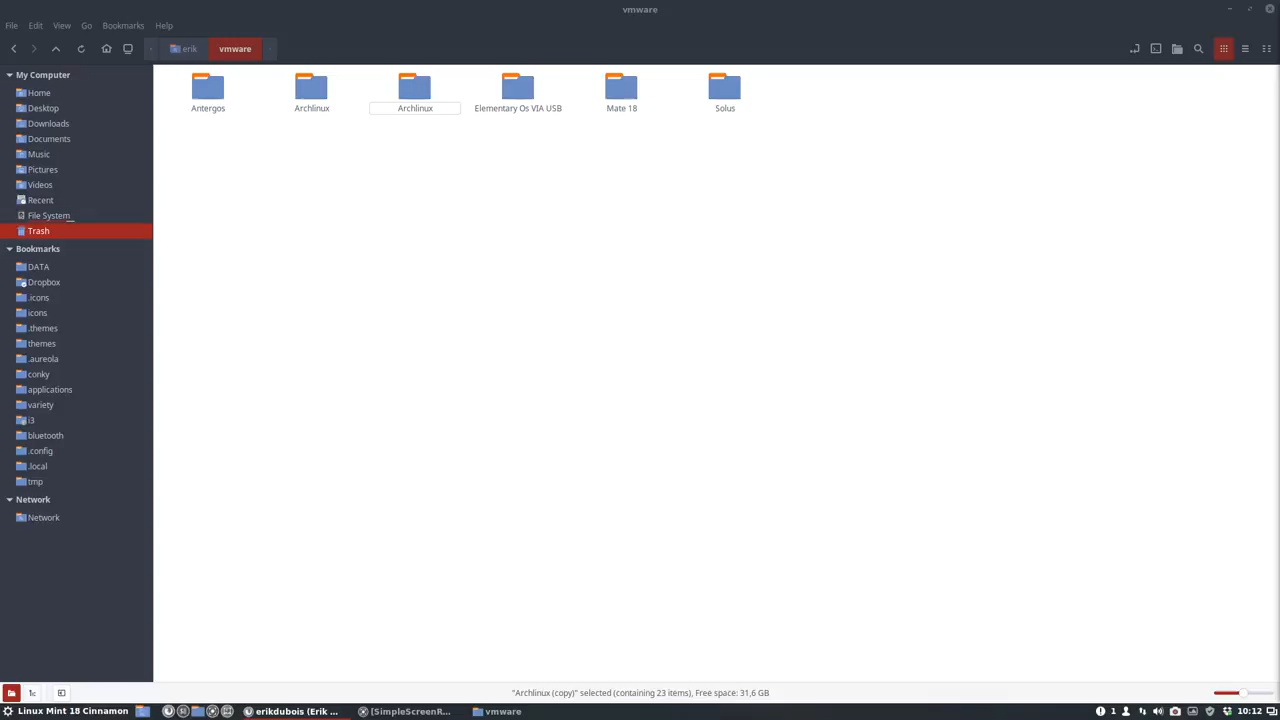 vmware
File Edit View Go Bookmarks Help
erik vmware
My Computer
Home
Desktop
Downloads
Documents
Music
Pictures
Videos
Recent
File System
Trash
Bookmarks
DATA
Dropbox
.icons
icons
.themes
themes
.aureola
conky
applications
variety
i3
bluetooth
.config
.local
tmp
Network
Network
Antergos Archlinux Archlinux Elementary Os VIA USB Mate 18 Solus
"Archlinux (copy)" selected (containing 23 items), Free space: 31,6 GB
Linux Mint 18 Cinnamon erikdubois (Erik ... [SimpleScreenR... vmware 1 10:12